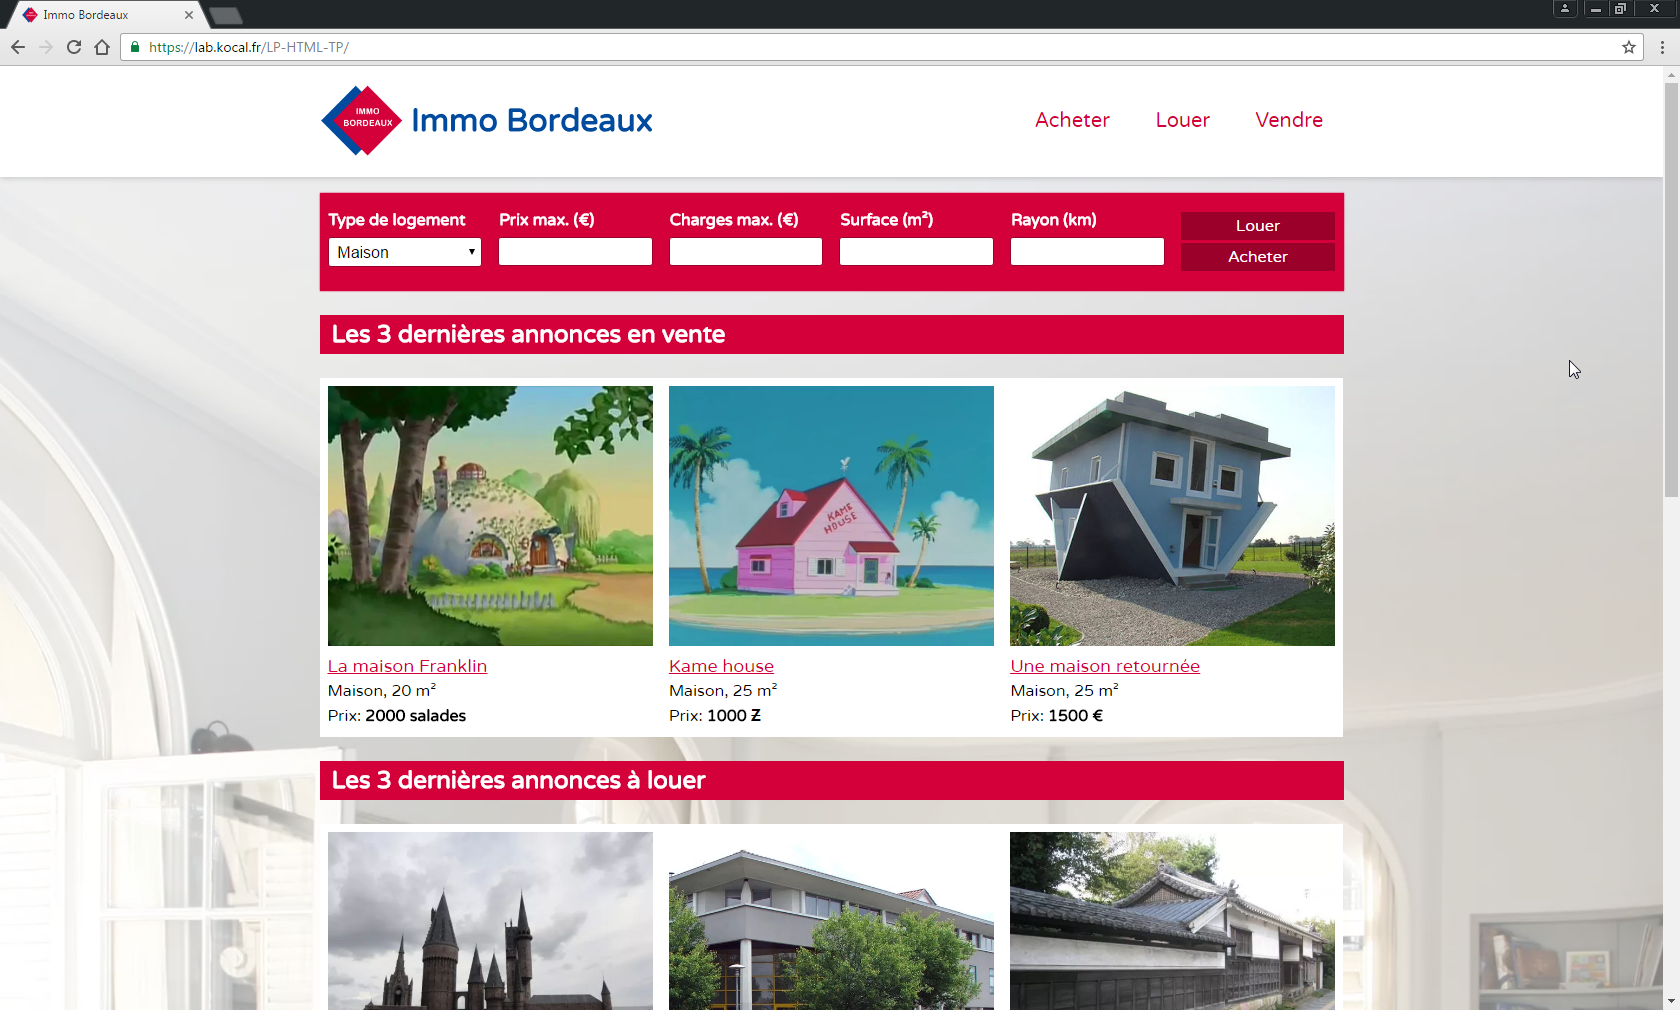 Immo Bordeaux
https://lab.kocal.fr/LP-HTML-TP/
IMMO
BORDEAUX
Immo Bordeaux
Acheter
Louer
Vendre
Type de logement
Prix max. (€)
Charges max. (€)
Surface (m²)
Rayon (km)
Maison
Louer
Acheter
Les 3 dernières annonces en vente
KAME
HOUSE
La maison Franklin
Maison, 20 m²
Prix: 2000 salades
Kame house
Maison, 25 m²
Prix: 1000 Ƶ
Une maison retournée
Maison, 25 m²
Prix: 1500 €
Les 3 dernières annonces à louer